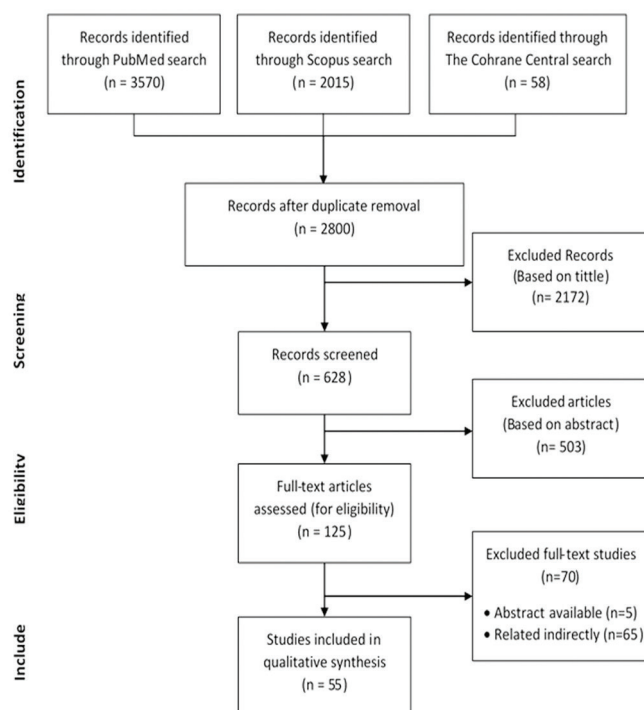 Identification
Records identified
through PubMed search
(n = 3570)
Records identified
through Scopus search
(n = 2015)
Records identified through
The Cohrane Central search
(n = 58)
Records after duplicate removal
(n = 2800)
Excluded Records
(Based on tittle)
(n= 2172)
Screening
Records screened
(n = 628)
Excluded articles
(Based on abstract)
(n = 503)
Eligibility
Full-text articles
assessed (for eligibility)
(n = 125)
Excluded full-text studies
(n=70)
• Abstract available (n=5)
• Related indirectly (n=65)
Include
Studies included in
qualitative synthesis
(n = 55)